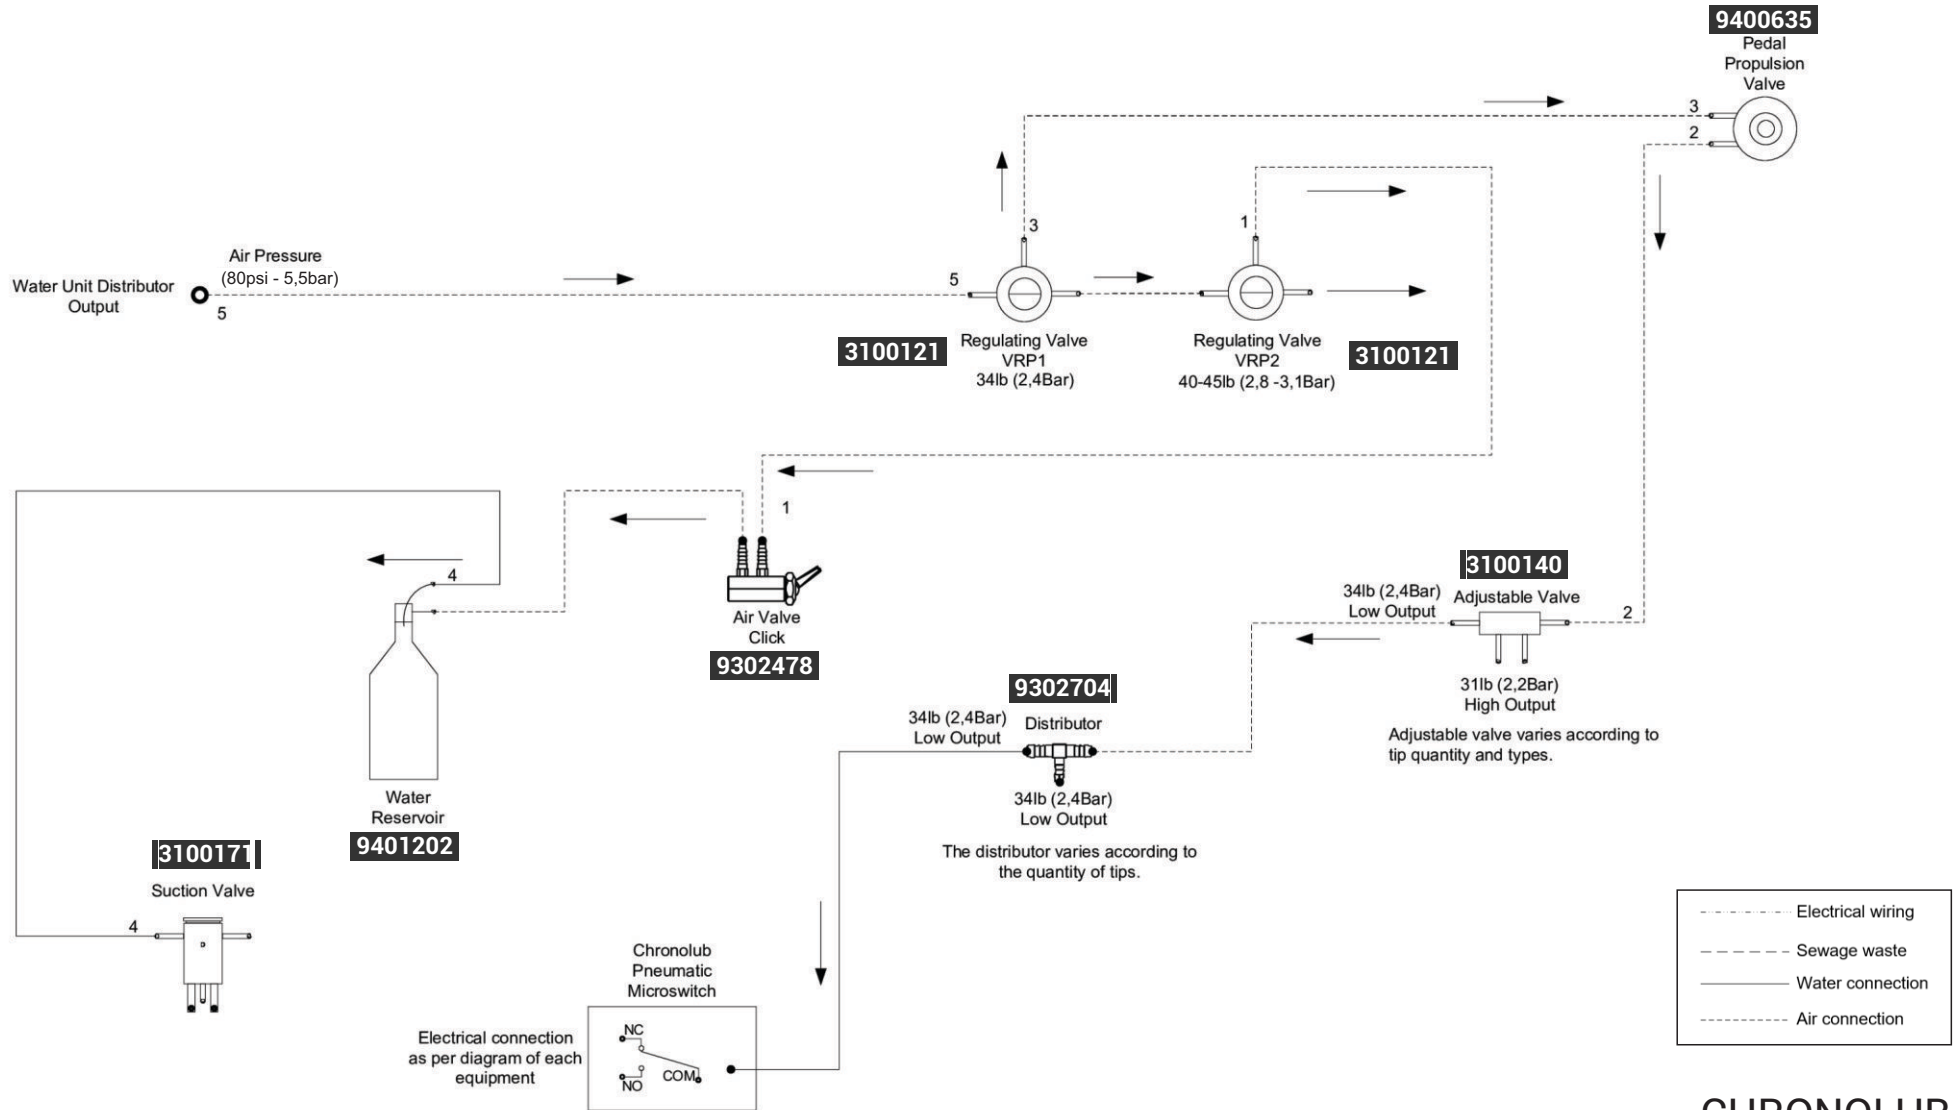 9400635
Pedal
Propulsion
Valve
3
2
3
1
Air Pressure
(80psi - 5,5bar)
Water Unit Distributor
Output
5
5
3100121
Regulating Valve
VRP1
34lb (2,4Bar)
Regulating Valve
VRP2
40-45lb (2,8 -3,1Bar)
3100121
1
4
Air Valve
Click
9302478
3100140
Adjustable Valve
34lb (2,4Bar)
Low Output
2
31lb (2,2Bar)
High Output
Adjustable valve varies according to
tip quantity and types.
9302704
Distributor
34lb (2,4Bar)
Low Output
34lb (2,4Bar)
Low Output
The distributor varies according to
the quantity of tips.
Water
Reservoir
9401202
3100171
Suction Valve
4
Chronolub
Pneumatic
Microswitch
Electrical connection
as per diagram of each
equipment
NC
NO
COM
Electrical wiring
Sewage waste
Water connection
Air connection
CHRONOLUB